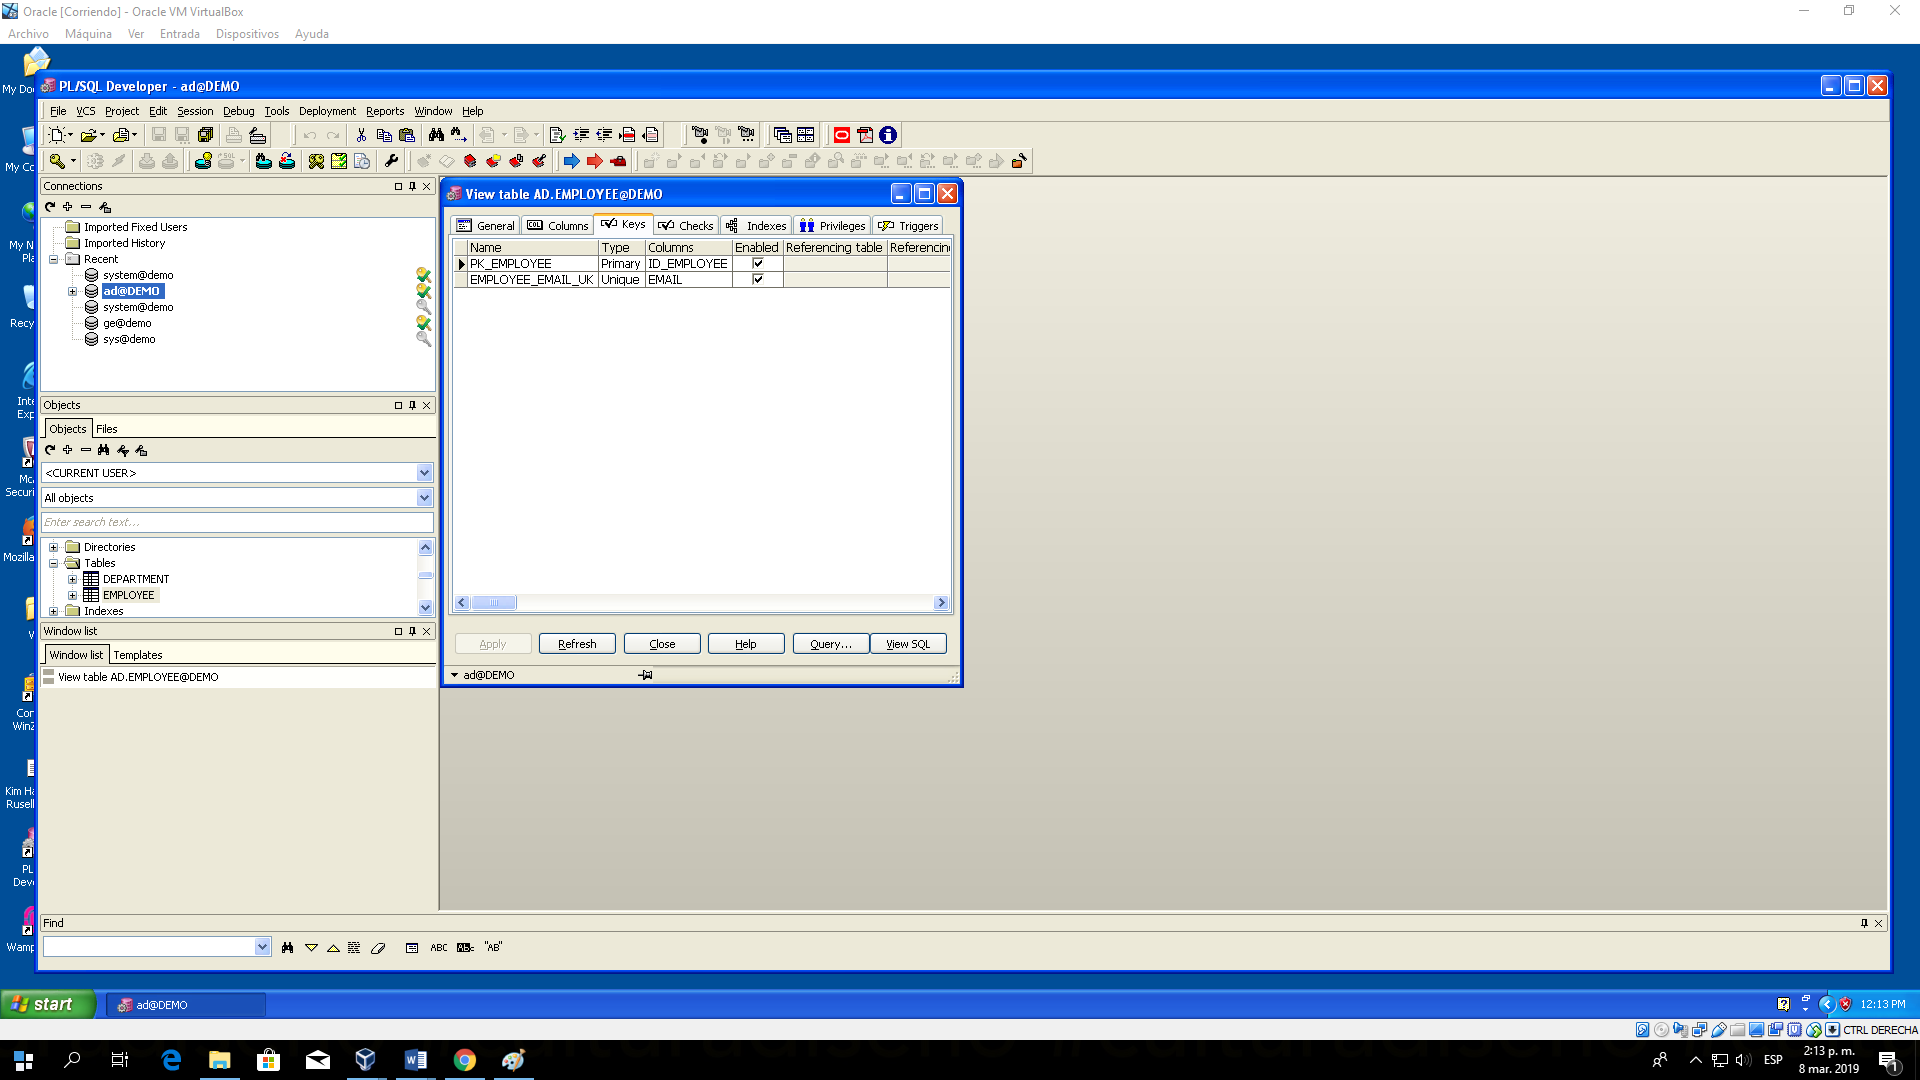 Oracle [Corriendo] - Oracle VM VirtualBox
Archivo Máquina Ver Entrada Dispositivos Ayuda
PL/SQL Developer - ad@DEMO
File VCS Project Edit Session Debug Tools Deployment Reports Window Help
Connections
Imported Fixed Users
Imported History
Recent
system@demo
ad@DEMO
system@demo
ge@demo
sys@demo
Objects
Objects Files
<CURRENT USER>
All objects
Enter search text...
Directories
Tables
DEPARTMENT
EMPLOYEE
Indexes
Window list
Window list Templates
View table AD.EMPLOYEE@DEMO
View table AD.EMPLOYEE@DEMO
General Columns Keys Checks Indexes Privileges Triggers
Name Type Columns Enabled Referencing table Referencin
PK_EMPLOYEE Primary ID_EMPLOYEE
EMPLOYEE_EMAIL_UK Unique EMAIL
Apply Refresh Close Help Query... View SQL
ad@DEMO
Find
ABC "AB"
My Do
My Co
My N
Pla
Recy
Inte
Exp
Mc
Securi
Mozilla
W
Con
Win
Kim Ha
Rusell
PL
Deve
Wamp
start ad@DEMO 12:13 PM
CTRL DERECHA
ESP 2:13 p. m.
8 mar. 2019
1